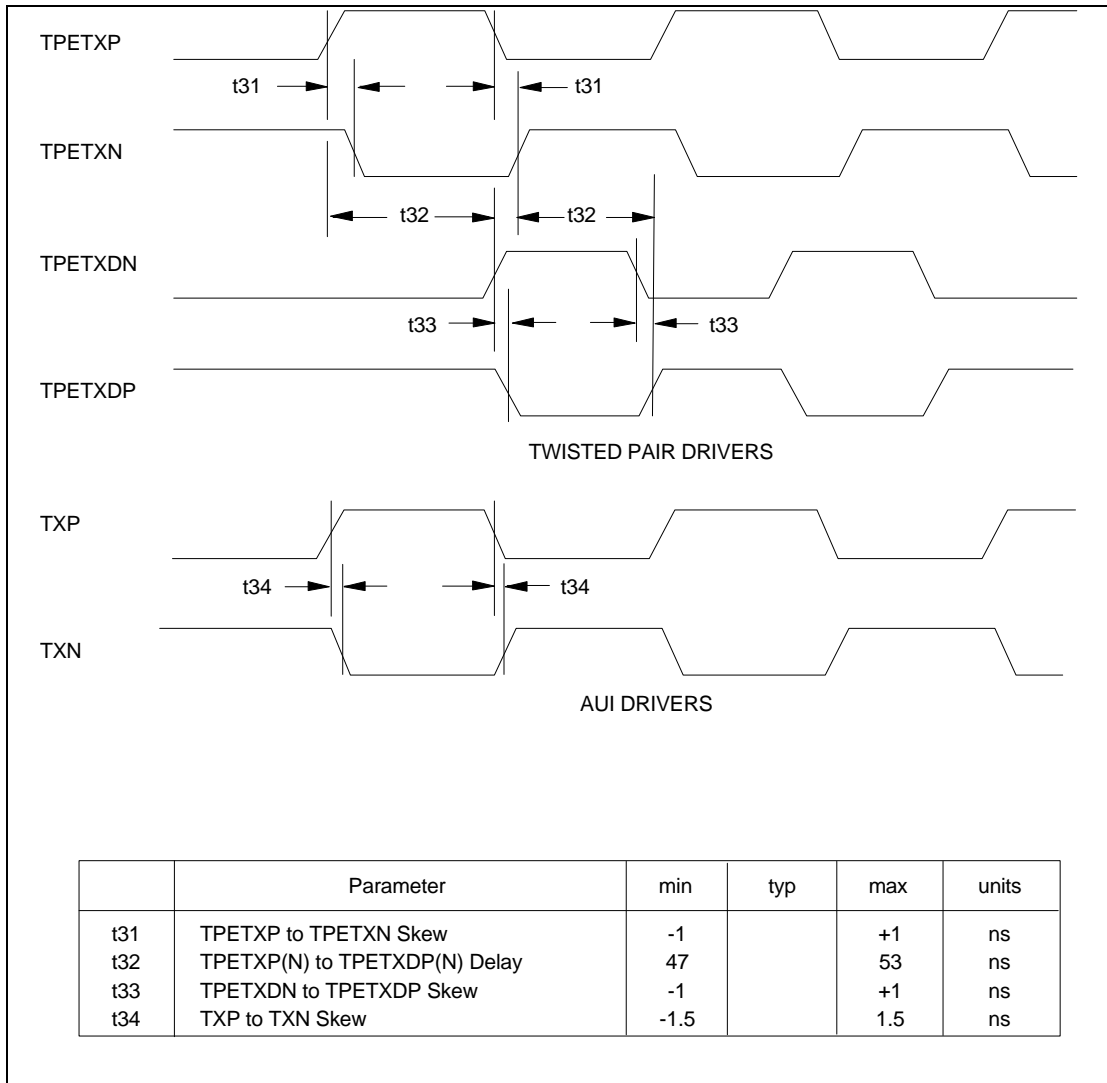 TPETXP
t31 t31
TPETXN
t32 t32
TPETXDN
t33 t33
TPETXDP
TWISTED PAIR DRIVERS
TXP
t34 t34
TXN
AUI DRIVERS
Parameter min typ max units
t31 TPETXP to TPETXN Skew -1 +1 ns
t32 TPETXP(N) to TPETXDP(N) Delay 47 53 ns
t33 TPETXDN to TPETXDP Skew -1 +1 ns
t34 TXP to TXN Skew -1.5 1.5 ns